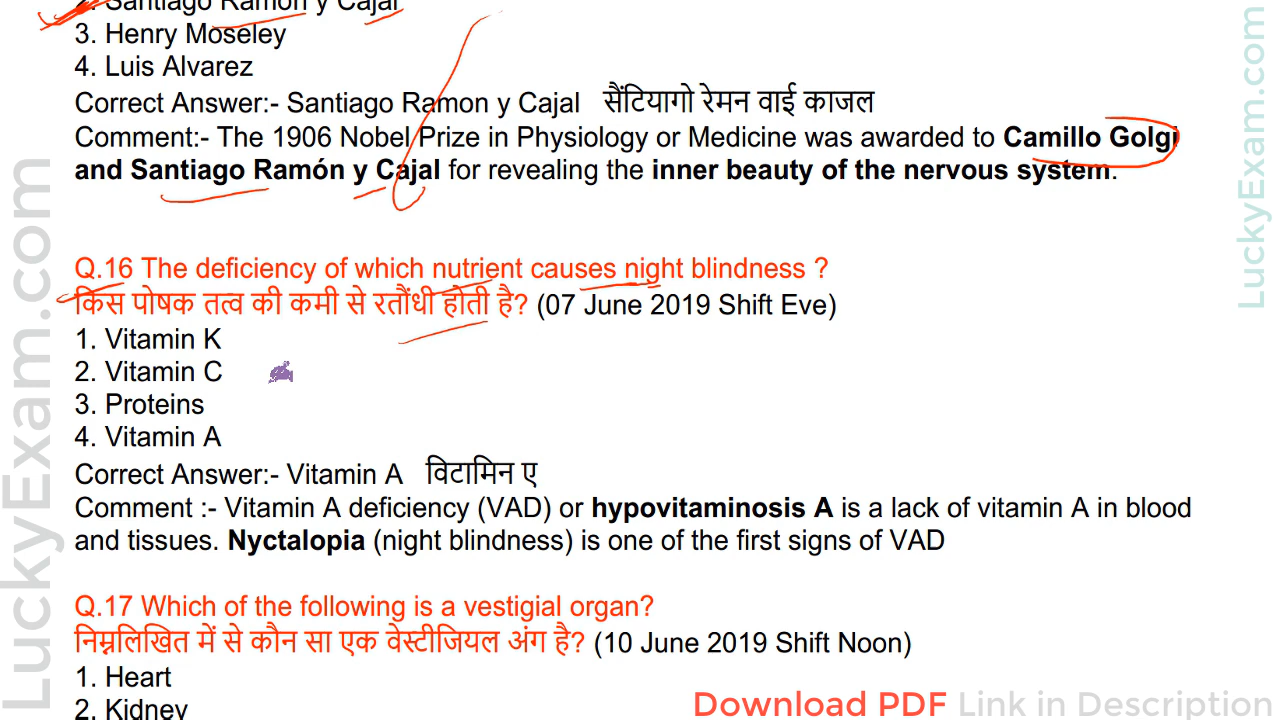 2. Santiago Ramon y Cajal
3. Henry Moseley
4. Luis Alvarez
Correct Answer:- Santiago Ramon y Cajal सैंटियागो रेमन वाई काजल
Comment:- The 1906 Nobel Prize in Physiology or Medicine was awarded to Camillo Golgi
and Santiago Ramón y Cajal for revealing the inner beauty of the nervous system.
Q.16 The deficiency of which nutrient causes night blindness ?
किस पोषक तत्व की कमी से रतौंधी होती है? (07 June 2019 Shift Eve)
1. Vitamin K
2. Vitamin C
3. Proteins
4. Vitamin A
Correct Answer:- Vitamin A विटामिन ए
Comment :- Vitamin A deficiency (VAD) or hypovitaminosis A is a lack of vitamin A in blood
and tissues. Nyctalopia (night blindness) is one of the first signs of VAD
Q.17 Which of the following is a vestigial organ?
निम्नलिखित में से कौन सा एक वेस्टीजियल अंग है? (10 June 2019 Shift Noon)
1. Heart
2. Kidney
Download PDF Link in Description
LuckyExam.com
LuckyExam.com